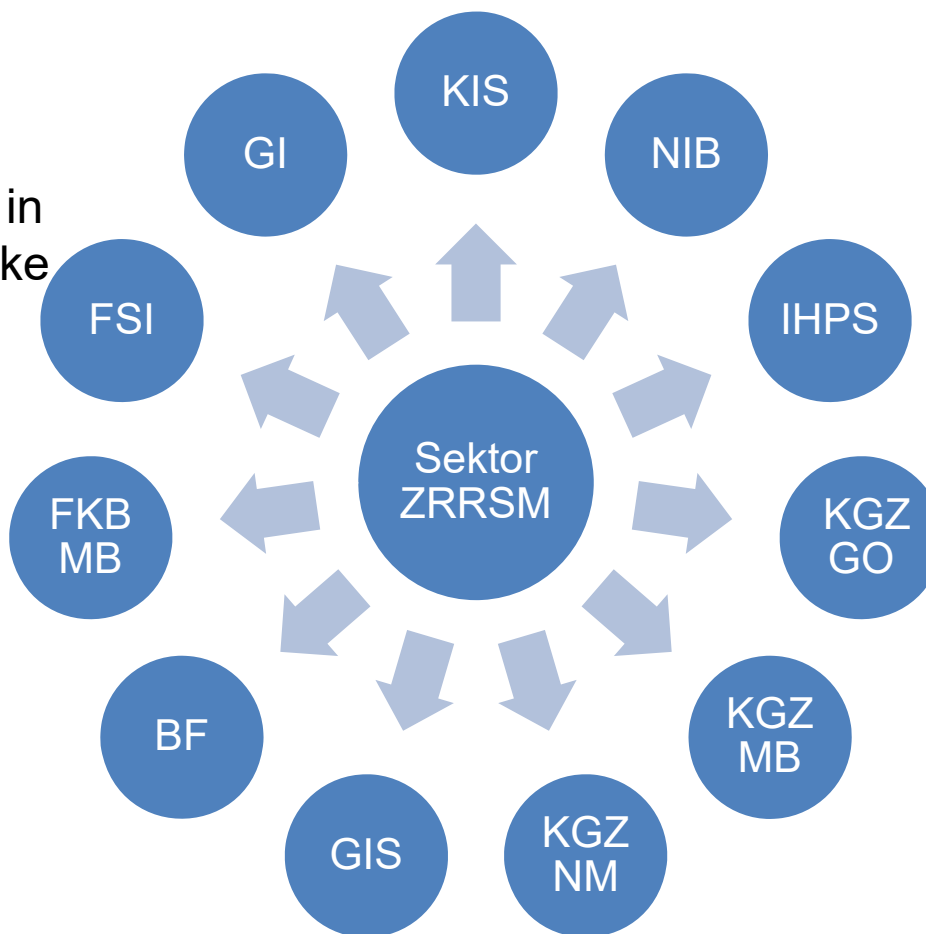 KIS
GI
NIB
in
ke
FSI
IHPS
Sektor
ZRRSM
FKB
MB
KGZ
GO
BF
KGZ
MB
GIS
KGZ
NM